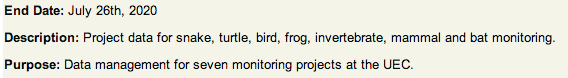 End Date: July 26th, 2020
Description: Project data for snake, turtle, bird, frog, invertebrate, mammal and bat monitoring.
Purpose: Data management for seven monitoring projects at the UEC.